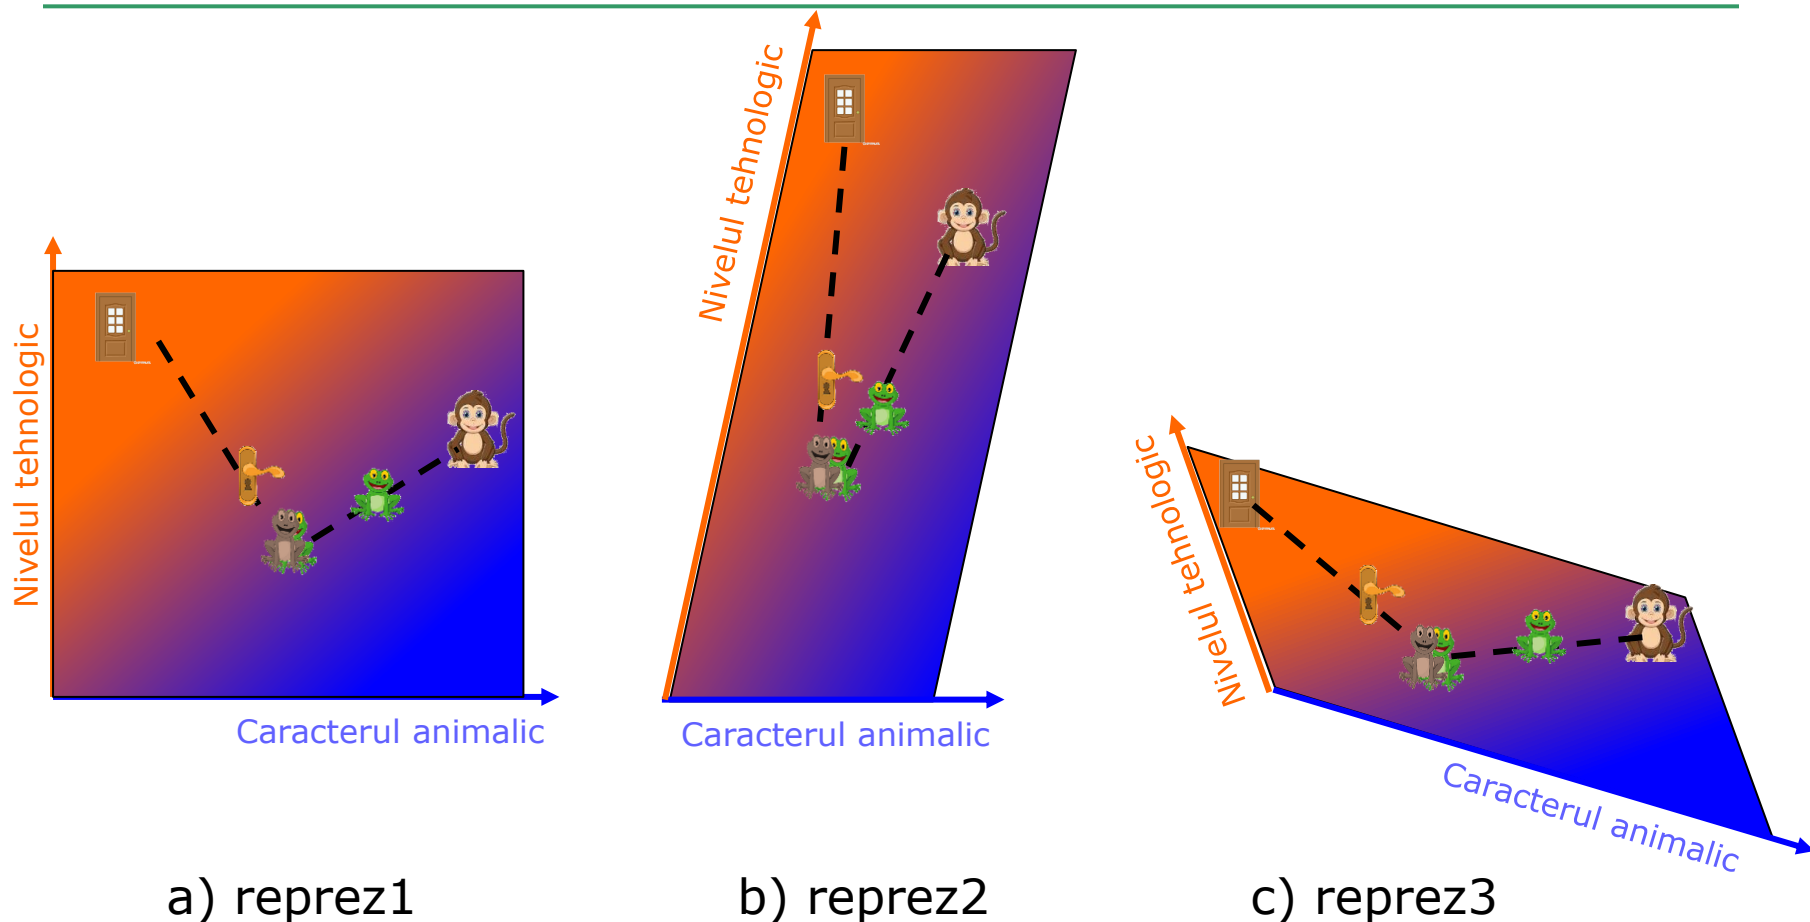 Nivelul tehnologic
Caracterul animalic
a) reprez1
Nivelul tehnologic
Caracterul animalic
b) reprez2
Nivelul tehnologic
Caracterul animalic
c) reprez3